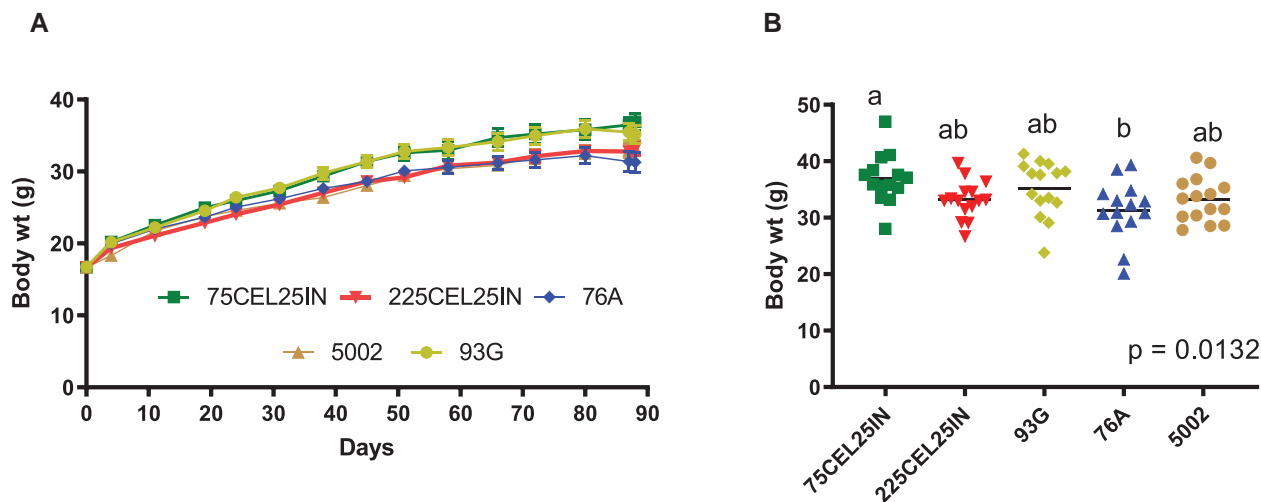 A
Body wt (g)
40
30
20
10
0
75CEL25IN 225CEL25IN 76A
5002 93G
0 10 20 30 40 50 60 70 80 90
Days
B
Body wt (g)
50
40
30
20
10
0
a ab ab b ab
p = 0.0132
75CEL25IN 225CEL25IN 93G 76A 5002